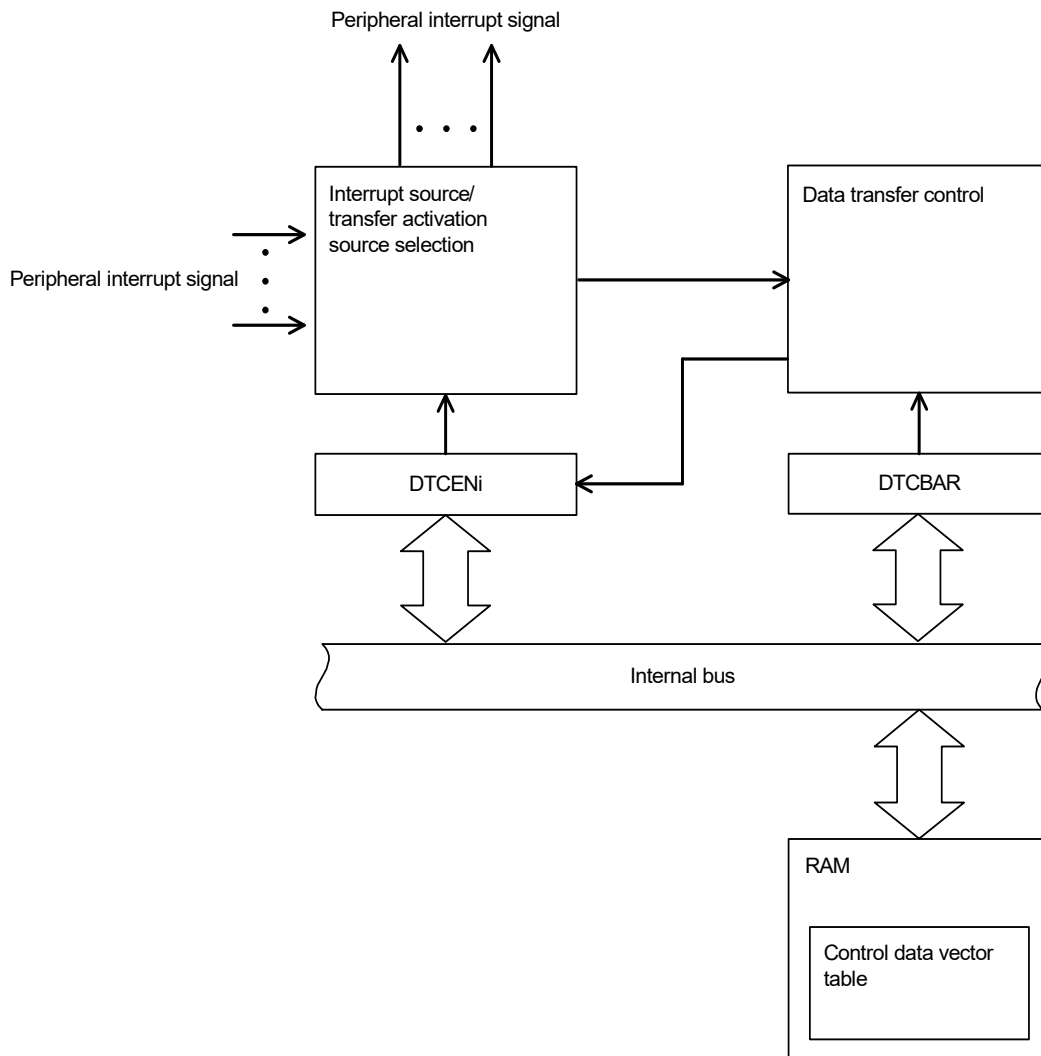 Peripheral interrupt signal
Interrupt source/
transfer activation
source selection
Data transfer control
Peripheral interrupt signal
DTCENi
DTCBAR
Internal bus
RAM
Control data vector
table